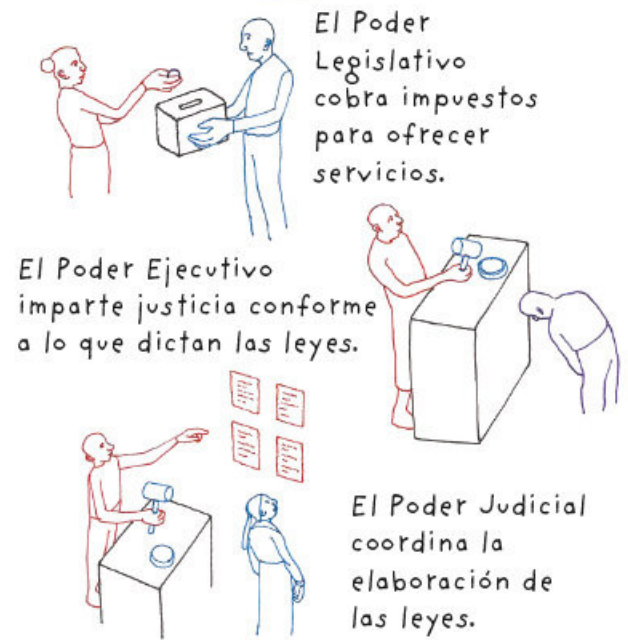 El Poder
Legislativo
cobra impuestos
para ofrecer
servicios.
El Poder Ejecutivo
imparte justicia conforme
a lo que dictan las leyes.
El Poder Judicial
coordina la
elaboración de
las leyes.